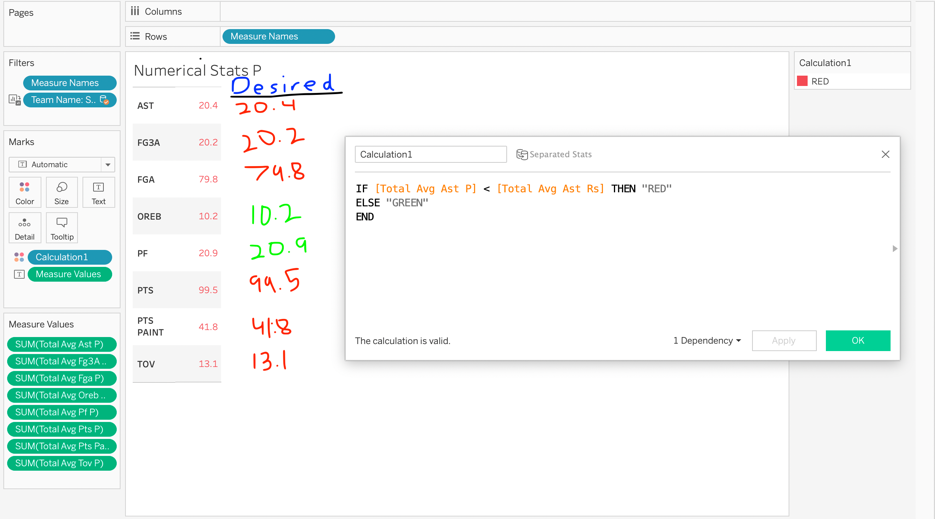 Pages
Columns
Rows
Measure Names
Filters
Measure Names
Team Name: S..
Marks
Automatic
Color
Size
Text
Detail
Tooltip
Calculation1
Measure Values
Measure Values
SUM(Total Avg Ast P)
SUM(Total Avg Fg3A ..
SUM(Total Avg Fga P)
SUM(Total Avg Oreb ..
SUM(Total Avg Pf P)
SUM(Total Avg Pts P)
SUM(Total Avg Pts Pa..
SUM(Total Avg Tov P)
Numerical Stats P
Desired
AST 20.4 20.4
FG3A 20.2 20.2
FGA 79.8 79.8
OREB 10.2 10.2
PF 20.9 20.9
PTS 99.5 99.5
PTS
PAINT 41.8 41.8
TOV 13.1 13.1
Calculation1
Separated Stats
IF [Total Avg Ast P] < [Total Avg Ast Rs] THEN "RED"
ELSE "GREEN"
END
The calculation is valid.
1 Dependency
Apply
OK
Calculation1
RED